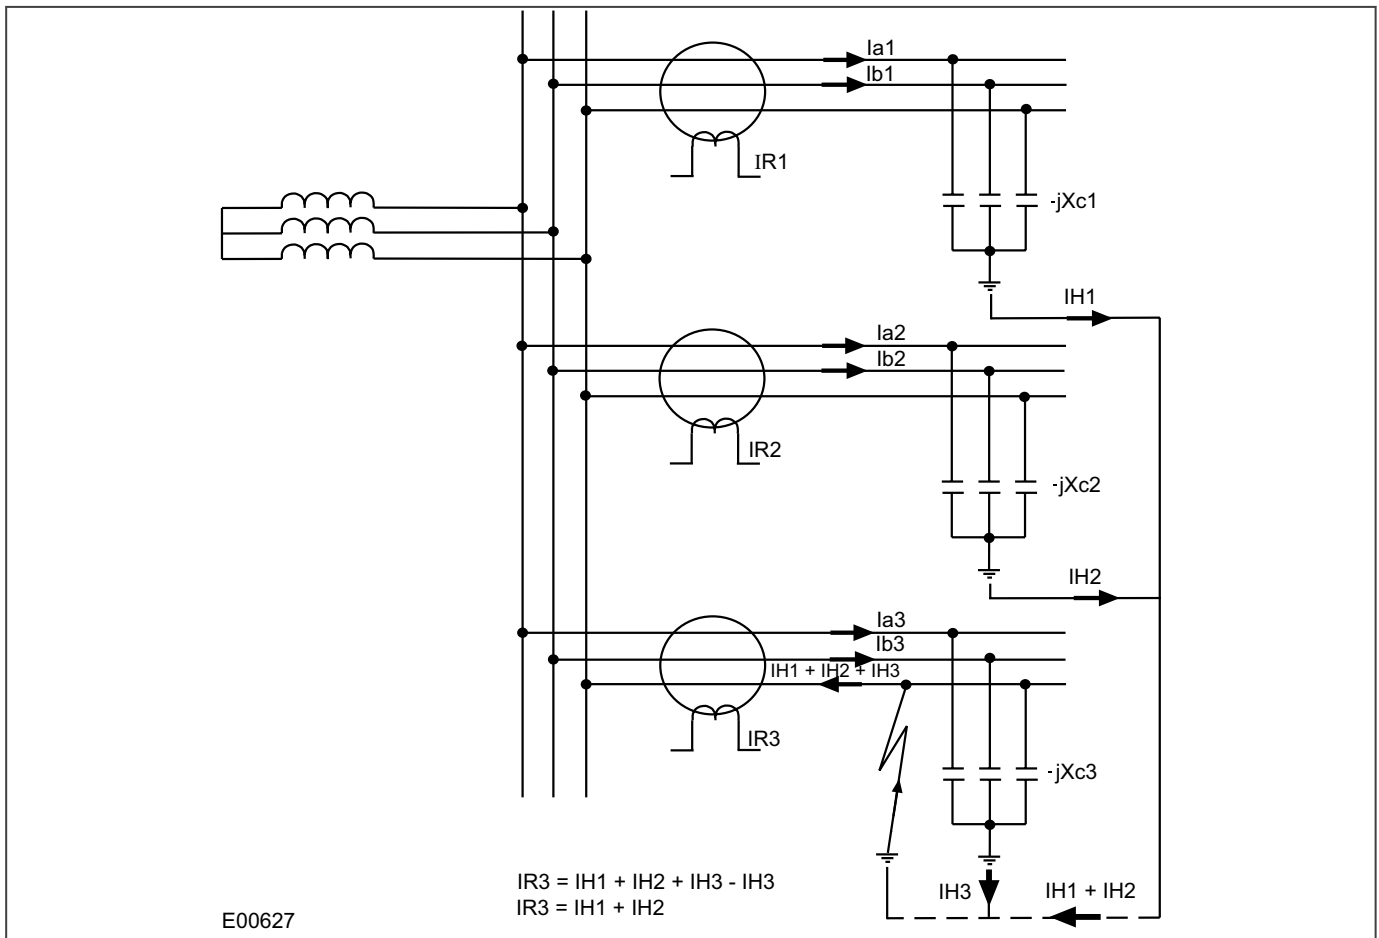 Ia1
Ib1
IR1
-jXc1
IH1
Ia2
Ib2
IR2
-jXc2
IH2
Ia3
Ib3
IH1 + IH2 + IH3
IR3
-jXc3
IR3 = IH1 + IH2 + IH3 - IH3
IH3
IH1 + IH2
IR3 = IH1 + IH2
E00627